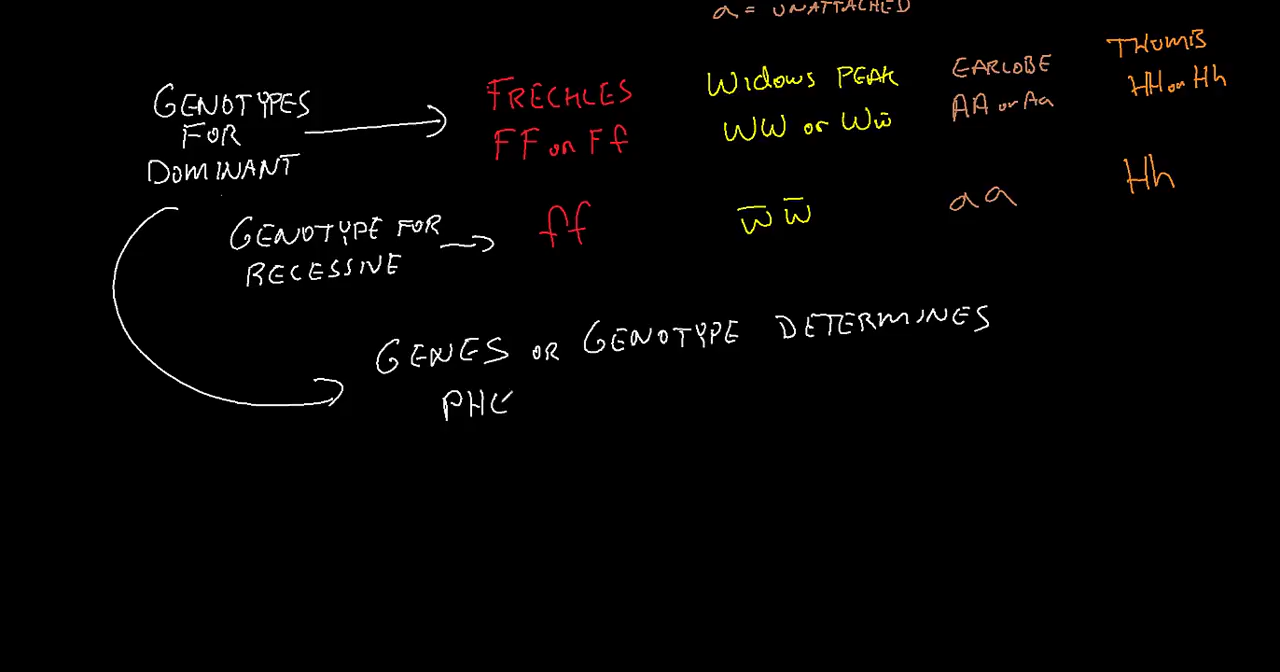 a = UNATTACHED
GENOTYPES
FOR
DOMINANT
FRECKLES
FF or Ff
WIDOWS PEAK
WW or Ww̄
EARLOBE
AA or Aa
THUMB
HH or Hh
GENOTYPE FOR
RECESSIVE
ff
w̄ w̄
aa
Hh
GENES OR GENOTYPE DETERMINES
PHE